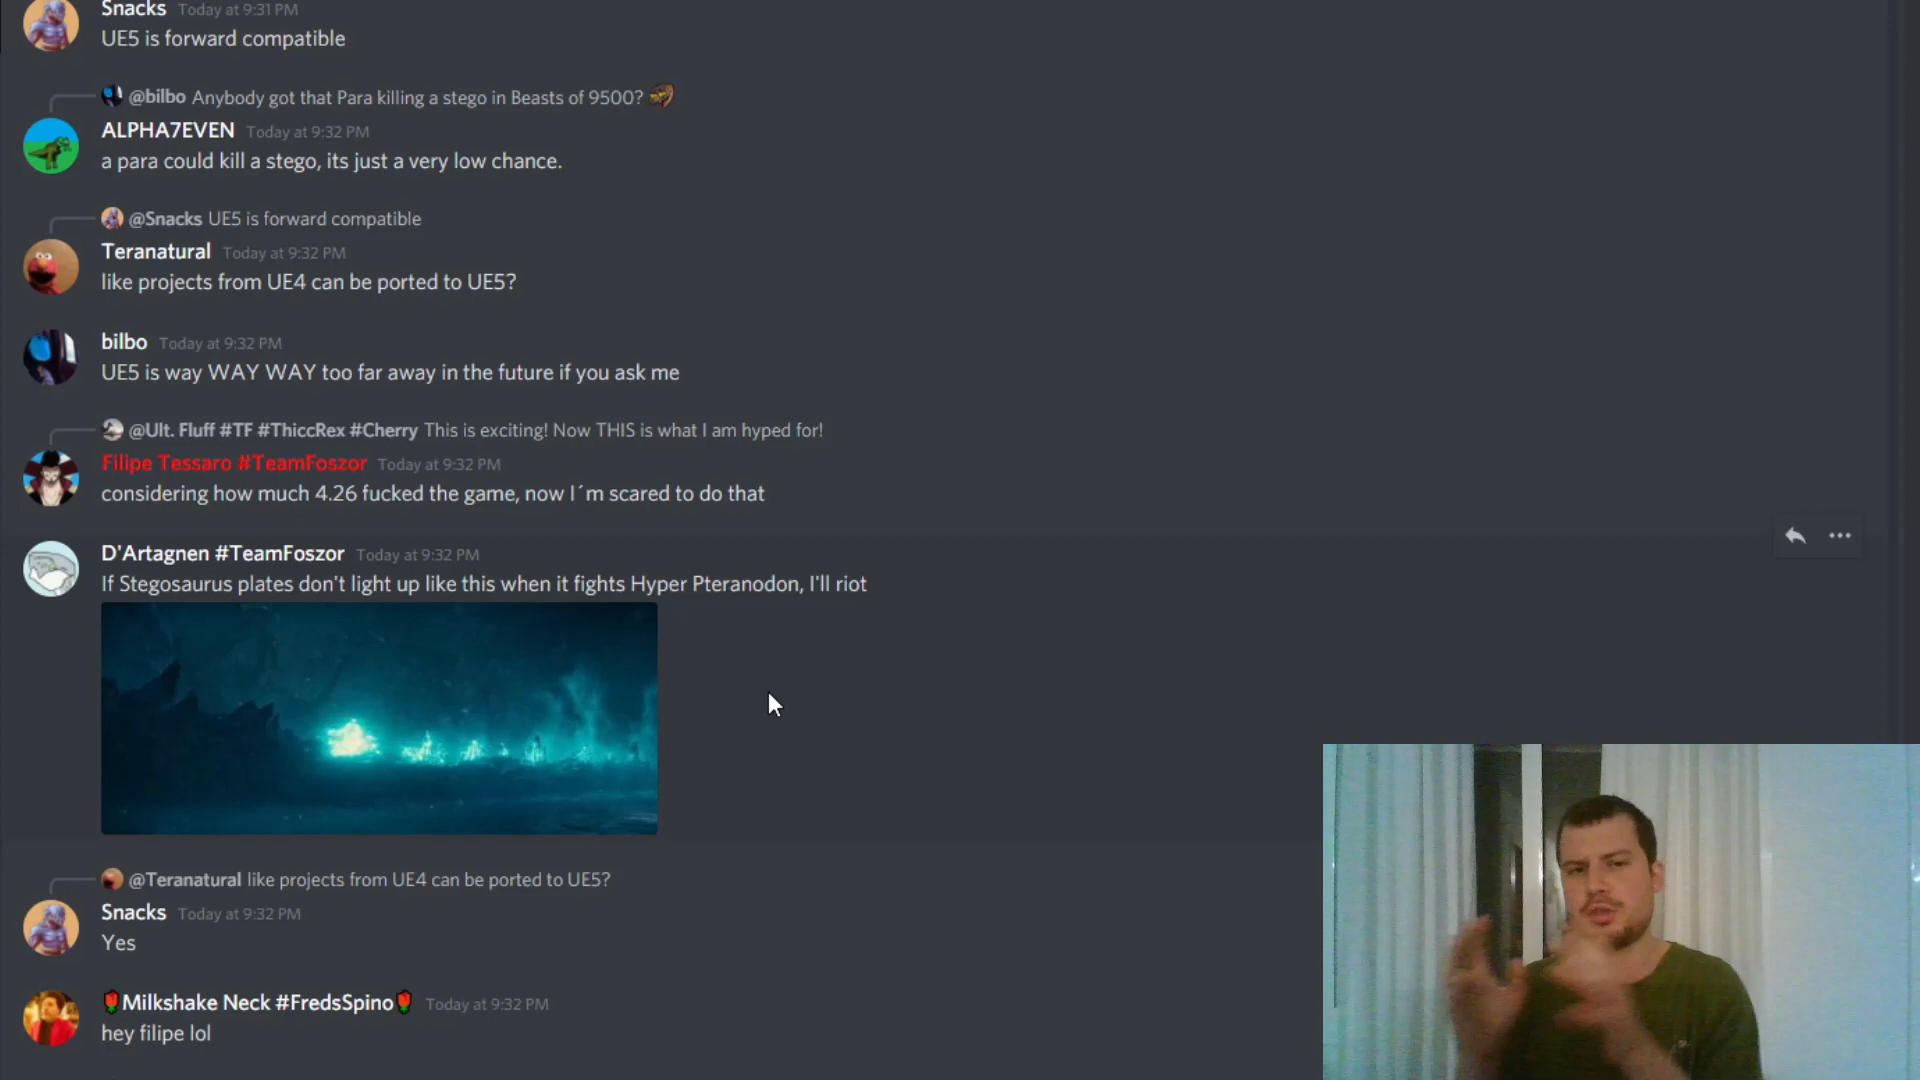 Snacks Today at 9:31 PM
UE5 is forward compatible
@bilbo Anybody got that Para killing a stego in Beasts of 9500?
ALPHA7EVEN Today at 9:32 PM
a para could kill a stego, its just a very low chance.
@Snacks UE5 is forward compatible
Teranatural Today at 9:32 PM
like projects from UE4 can be ported to UE5?
bilbo Today at 9:32 PM
UE5 is way WAY WAY too far away in the future if you ask me
@Ult. Fluff #TF #ThiccRex #Cherry This is exciting! Now THIS is what I am hyped for!
Filipe Tessaro #TeamFoszor Today at 9:32 PM
considering how much 4.26 fucked the game, now I´m scared to do that
D'Artagnen #TeamFoszor Today at 9:32 PM
If Stegosaurus plates don't light up like this when it fights Hyper Pteranodon, I'll riot
@Teranatural like projects from UE4 can be ported to UE5?
Snacks Today at 9:32 PM
Yes
🌹Milkshake Neck #FredsSpino🌹 Today at 9:32 PM
hey filipe lol